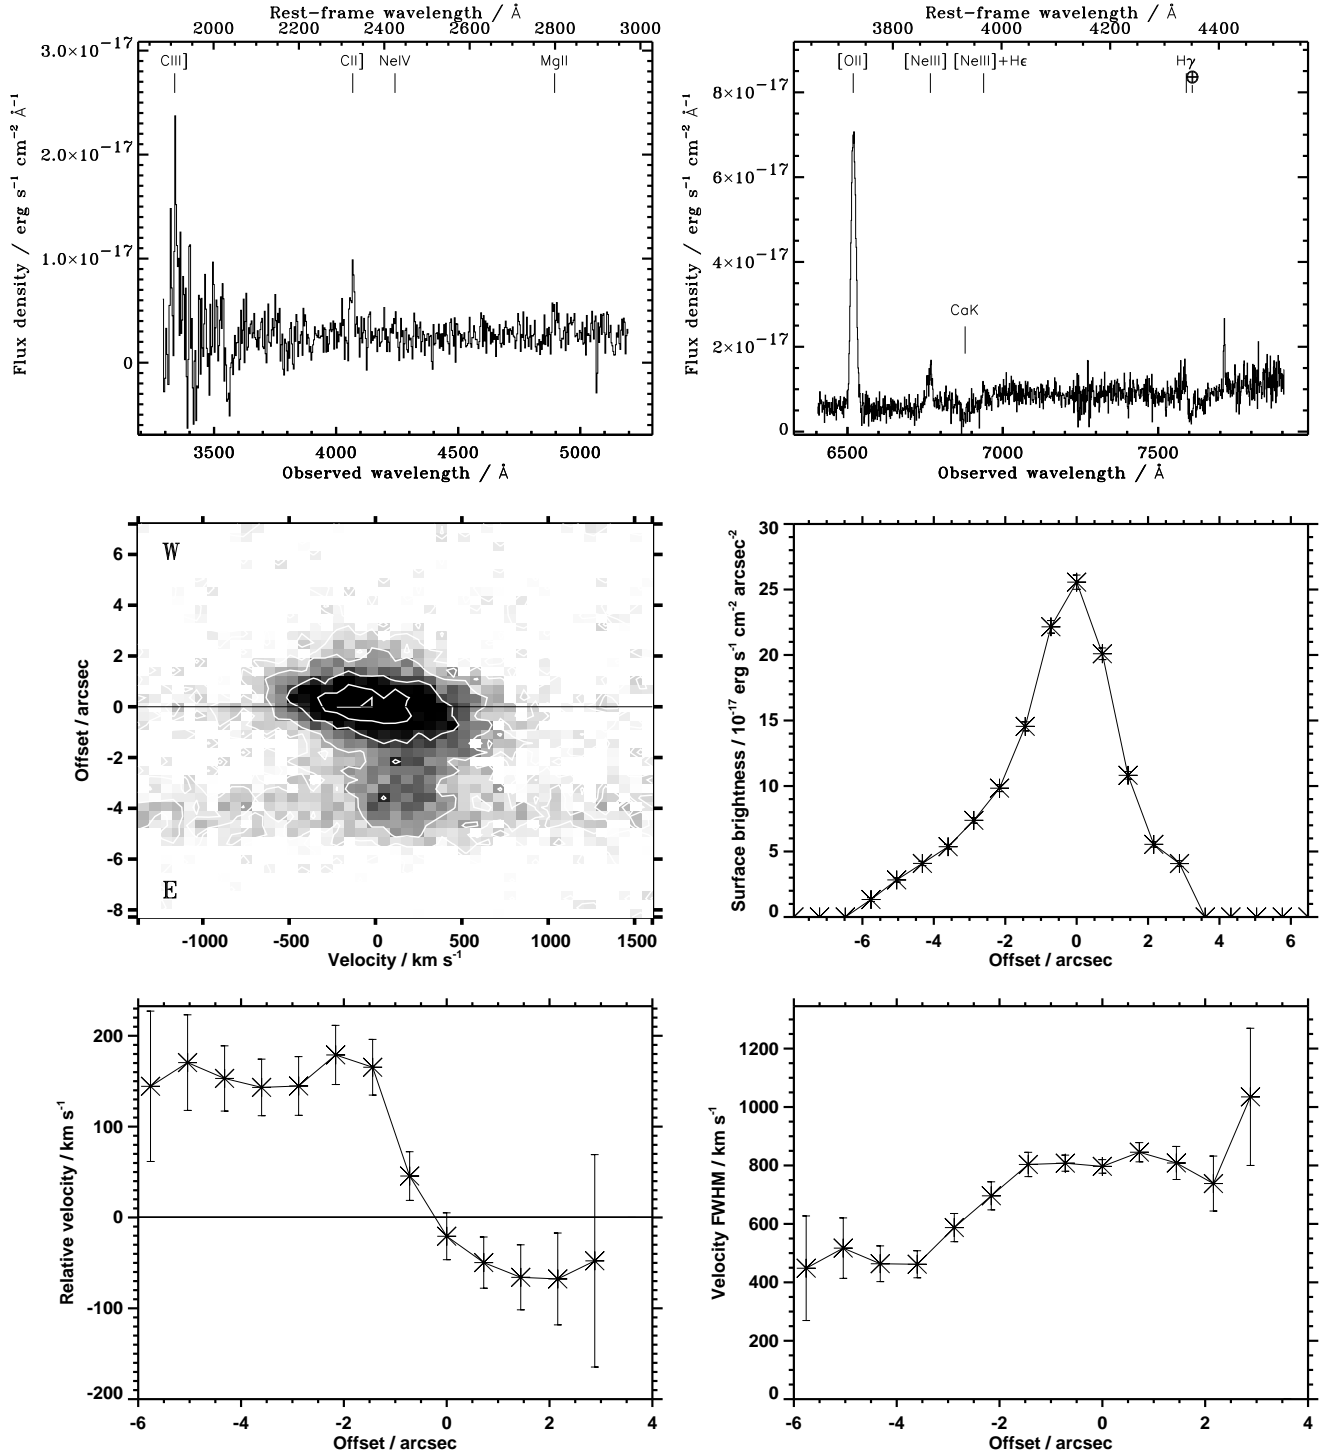 Rest-frame wavelength / Å
2000 2200 2400 2600 2800 3000
3.0×10−17
2.0×10−17
1.0×10−17
0
CIII] CII] NeIV MgII
Flux density / erg s−1 cm−2 Å−1
3500 4000 4500 5000
Observed wavelength / Å
Rest-frame wavelength / Å
3800 4000 4200 4400
8×10−17
6×10−17
4×10−17
2×10−17
0
[OII] [NeIII] [NeIII]+Hϵ Hγ
⊕
CaK
Flux density / erg s−1 cm−2 Å−1
6500 7000 7500
Observed wavelength / Å
W
E
6
4
2
0
-2
-4
-6
-8
Offset / arcsec
-1000 -500 0 500 1000 1500
Velocity / km s-1
30
25
20
15
10
5
0
Surface brightness / 10-17 erg s-1 cm-2 arcsec-2
-6 -4 -2 0 2 4 6
Offset / arcsec
200
100
0
-100
-200
Relative velocity / km s-1
-6 -4 -2 0 2 4
Offset / arcsec
1200
1000
800
600
400
200
0
Velocity FWHM / km s-1
-6 -4 -2 0 2 4
Offset / arcsec